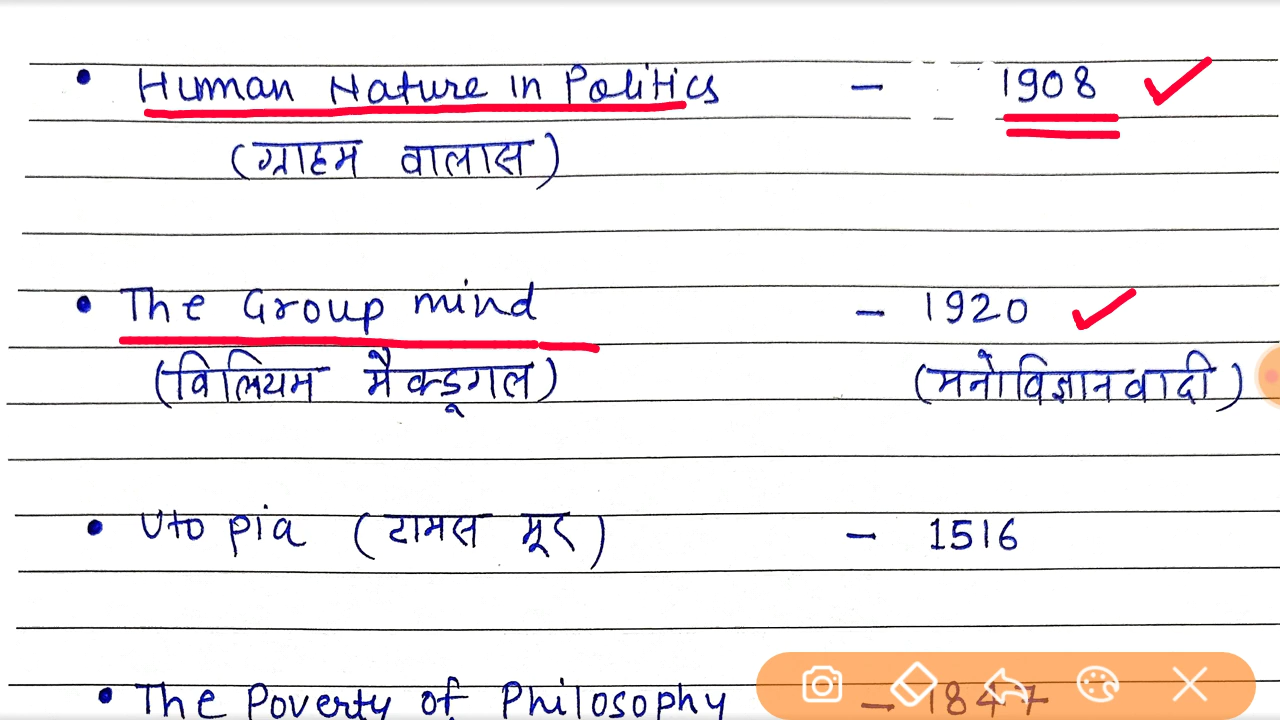 • Human Nature in Politics - 1908
(ग्राहम वालास)
• The Group mind - 1920
(विलियम मैक्डूगल) (मनोविज्ञानवादी)
• Utopia (टामस मूर) - 1516
• The Poverty of Philosophy - 1847